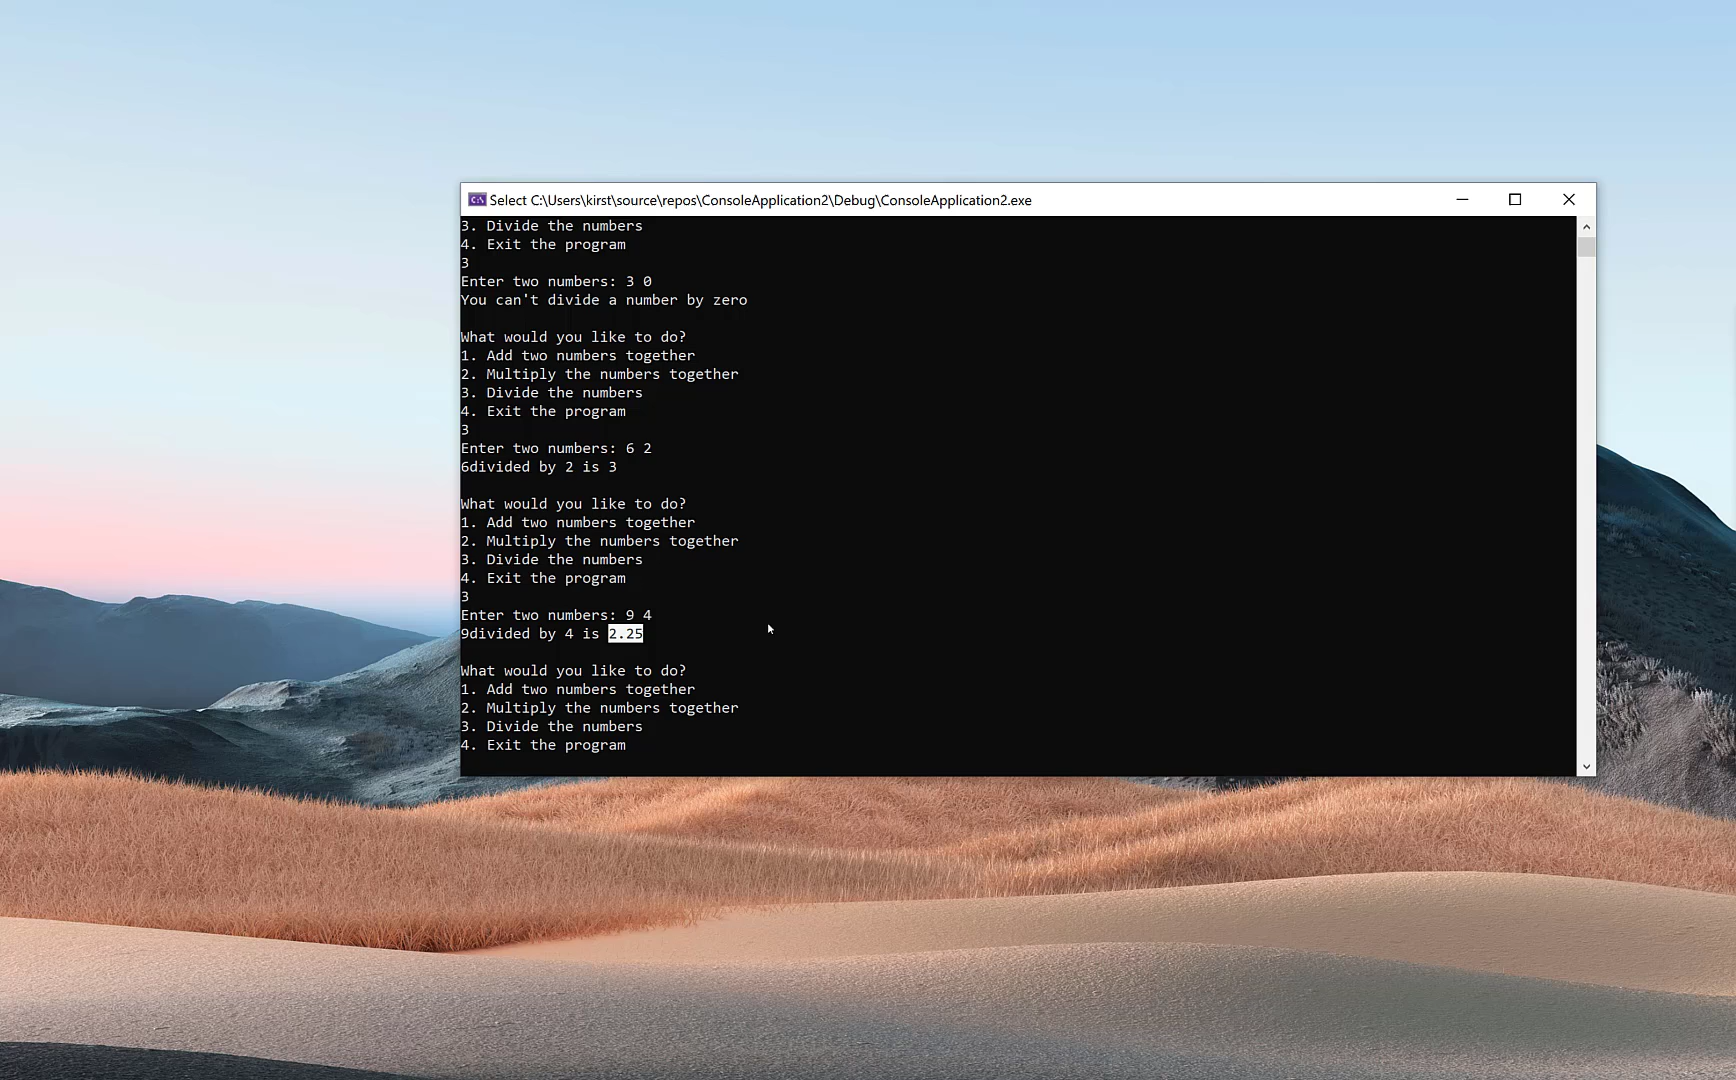 Select C:\Users\kirst\source\repos\ConsoleApplication2\Debug\ConsoleApplication2.exe
3. Divide the numbers
4. Exit the program
3
Enter two numbers: 3 0
You can't divide a number by zero
What would you like to do?
1. Add two numbers together
2. Multiply the numbers together
3. Divide the numbers
4. Exit the program
3
Enter two numbers: 6 2
6divided by 2 is 3
What would you like to do?
1. Add two numbers together
2. Multiply the numbers together
3. Divide the numbers
4. Exit the program
3
Enter two numbers: 9 4
9divided by 4 is 2.25
What would you like to do?
1. Add two numbers together
2. Multiply the numbers together
3. Divide the numbers
4. Exit the program